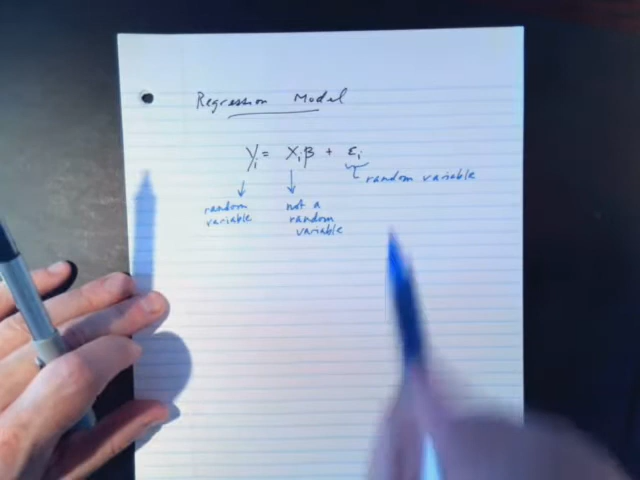 Regression Model
yᵢ = xᵢβ + εᵢ
random variable
random
variable
not a
random
variable